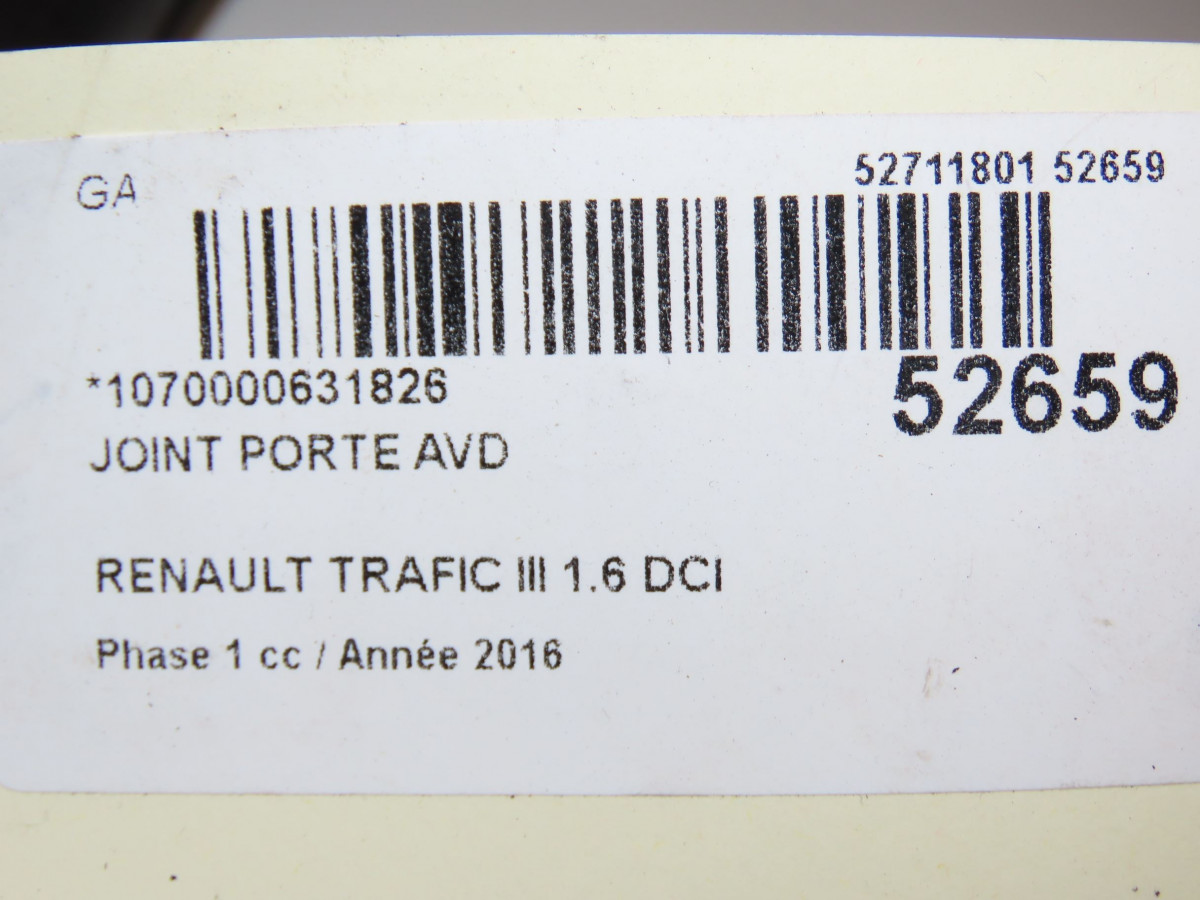 GA
52711801 52659
*1070000631826
52659
JOINT PORTE AVD
RENAULT TRAFIC III 1.6 DCI
Phase 1 cc / Année 2016